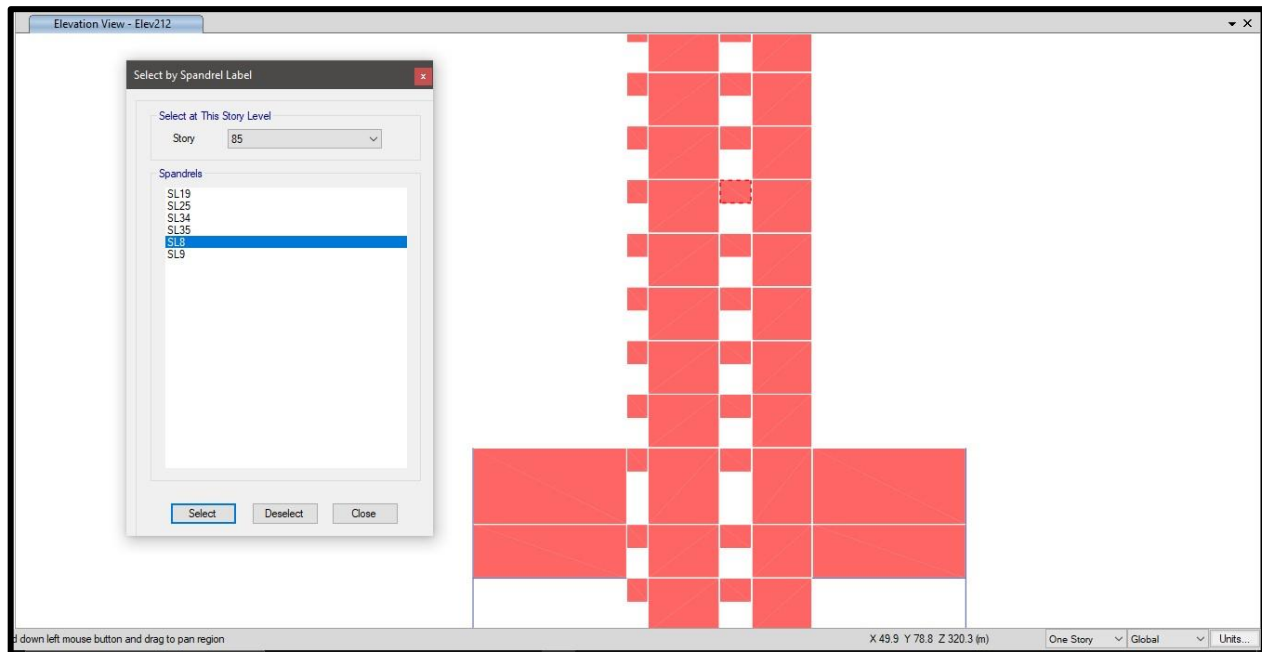 Elevation View - Elev212
Select by Spandrel Label
x
Select at This Story Level
Story 85
Spandrels
SL19
SL25
SL34
SL35
SL8
SL9
Select Deselect Close
d down left mouse button and drag to pan region X 49.9 Y 78.8 Z 320.3 (m) One Story Global Units...